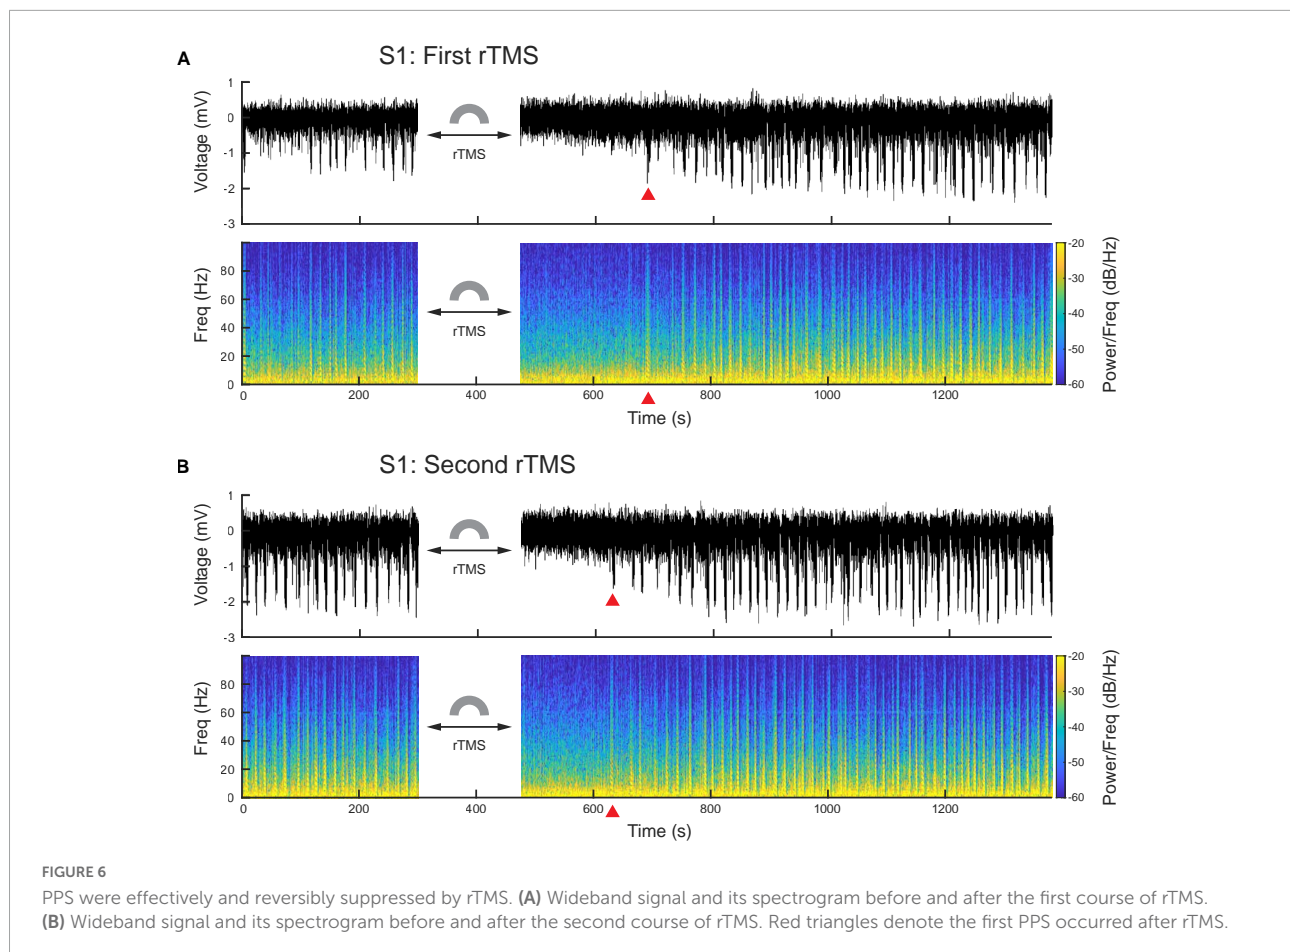 A
S1: First rTMS
Voltage (mV)
1
0
-1
-2
-3
rTMS
Freq (Hz)
80
60
40
20
0
rTMS
0 200 400 600 800 1000 1200
Time (s)
-20
-30
-40
-50
-60
Power/Freq (dB/Hz)
B
S1: Second rTMS
Voltage (mV)
1
0
-1
-2
-3
rTMS
Freq (Hz)
80
60
40
20
0
rTMS
0 200 400 600 800 1000 1200
Time (s)
-20
-30
-40
-50
-60
Power/Freq (dB/Hz)
FIGURE 6
PPS were effectively and reversibly suppressed by rTMS. (A) Wideband signal and its spectrogram before and after the first course of rTMS.
(B) Wideband signal and its spectrogram before and after the second course of rTMS. Red triangles denote the first PPS occurred after rTMS.